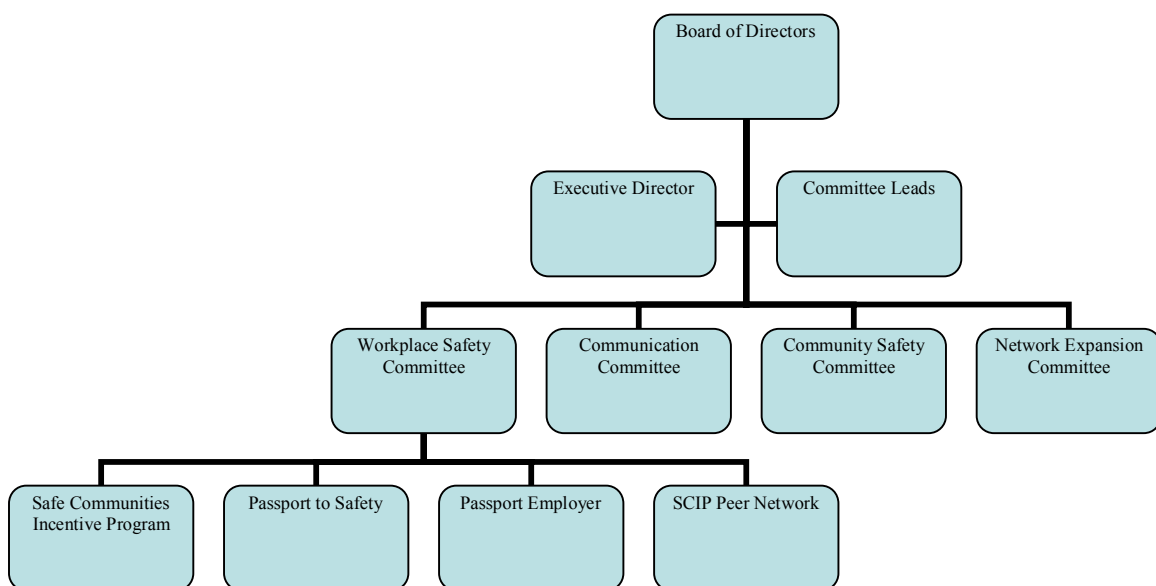 Board of Directors
Executive Director
Committee Leads
Workplace Safety
Committee
Communication
Committee
Community Safety
Committee
Network Expansion
Committee
Safe Communities
Incentive Program
Passport to Safety
Passport Employer
SCIP Peer Network